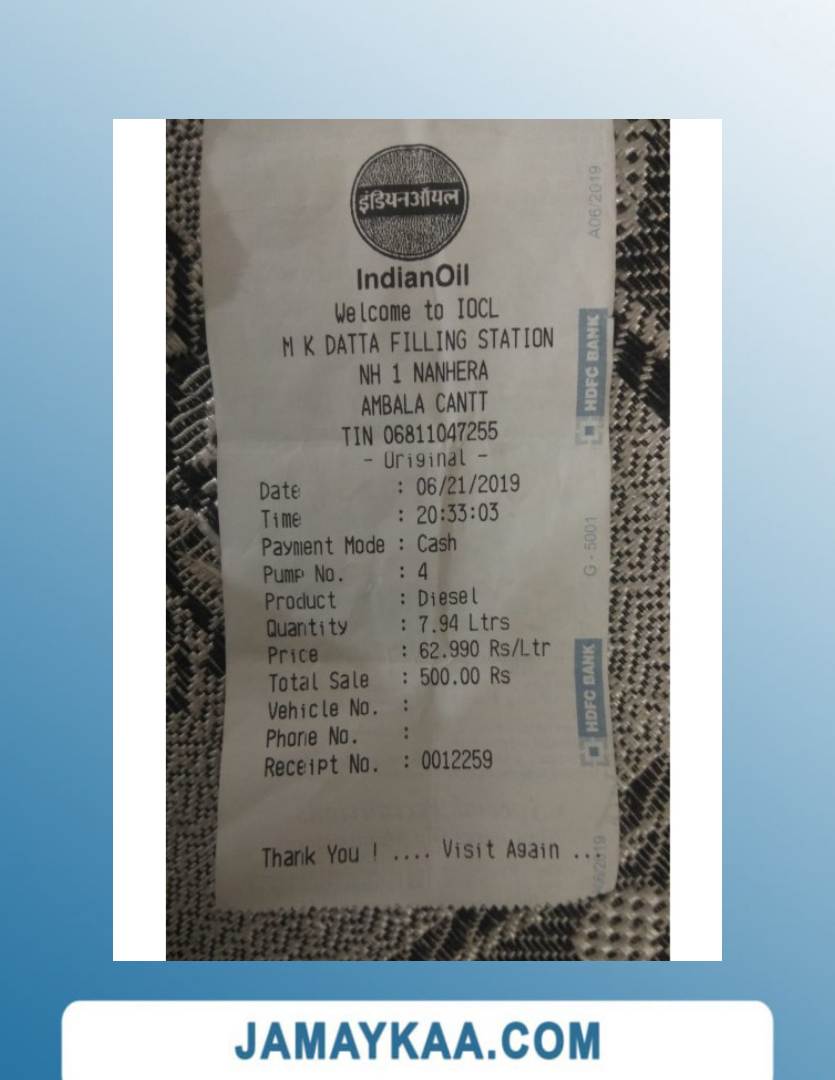 इंडियनऑयल
IndianOil
Welcome to IOCL
M K DATTA FILLING STATION
NH 1 NANHERA
AMBALA CANTT
TIN 06811047255
- Original -
Date : 06/21/2019
Time : 20:33:03
Payment Mode : Cash
Pump No. : 4
Product : Diesel
Quantity : 7.94 Ltrs
Price : 62.990 Rs/Ltr
Total Sale : 500.00 Rs
Vehicle No. :
Phone No. :
Receipt No. : 0012259
Thank You ! .... Visit Again ...
A06/2019
HDFC BANK
G - 5001
HDFC BANK
JAMAYKAA.COM